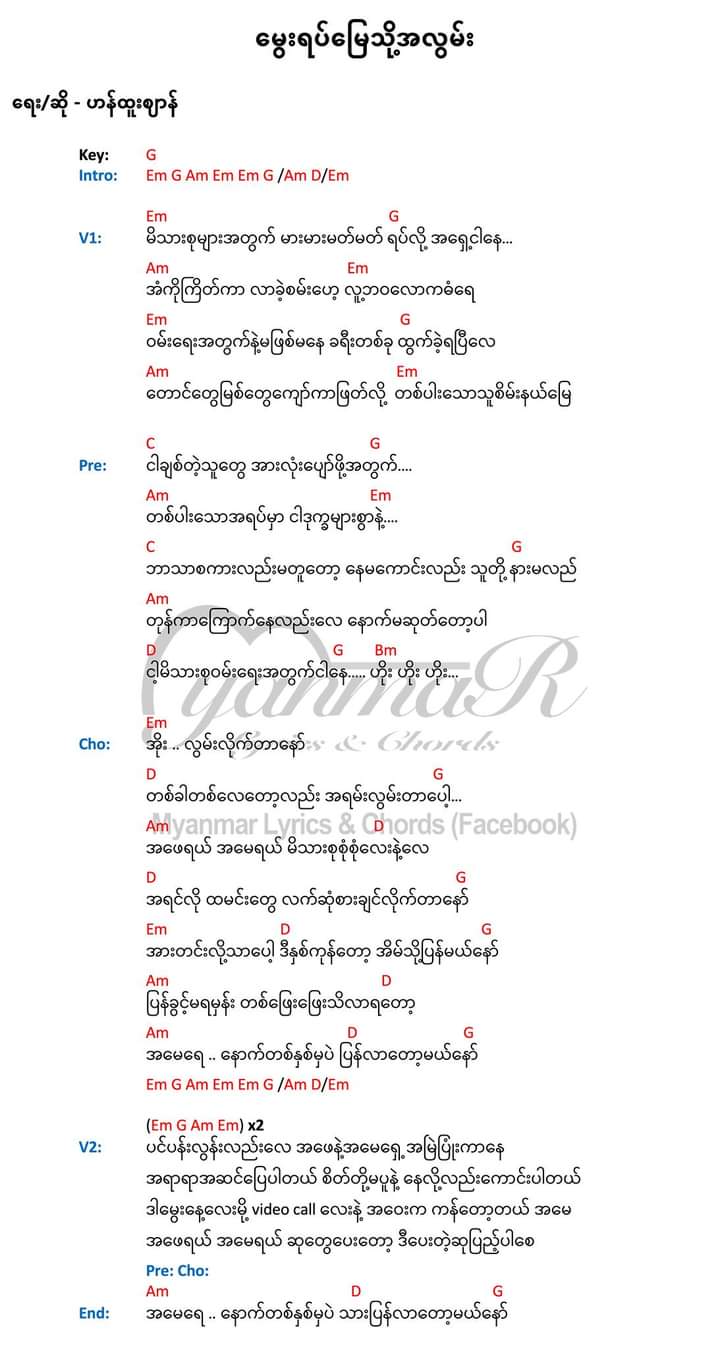 မွေးရပ်မြေသို့အလွမ်း
ရေး/ဆို - ဟန်ထူးဈာန်
Key: G
Intro: Em G Am Em Em G /Am D/Em
Em G
V1: မိသားစုများအတွက် မားမားမတ်မတ် ရပ်လို့ အရှေ့ငါနေ...
Am Em
အံကိုကြိတ်ကာ လာခဲ့စမ်းဟေ့ လူ့ဘဝလောကဓံရေ
Em G
ဝမ်းရေးအတွက်နဲ့မဖြစ်မနေ ခရီးတစ်ခု ထွက်ခဲ့ရပြီလေ
Am Em
တောင်တွေမြစ်တွေကျော်ကာဖြတ်လို့ တစ်ပါးသောသူစိမ်းနယ်မြေ
C G
Pre: ငါချစ်တဲ့သူတွေ အားလုံးပျော်ဖို့အတွက်....
Am Em
တစ်ပါးသောအရပ်မှာ ငါဒုက္ခများစွာနဲ့....
C G
ဘာသာစကားလည်းမတူတော့ နေမကောင်းလည်း သူတို့နားမလည်
Am
တုန်ကာကြောက်နေလည်းလေ နောက်မဆုတ်တော့ပါ
D G Bm
ငါ့မိသားစုဝမ်းရေးအတွက်ငါနေ..... ဟိုး ဟိုး ဟိုး...
Em
Cho: အိုး .. လွမ်းလိုက်တာနော်
D G
တစ်ခါတစ်လေတော့လည်း အရမ်းလွမ်းတာပေါ့...
Am D
အဖေရယ် အမေရယ် မိသားစုစုံစုံလေးနဲ့လေ
D G
အရင်လို ထမင်းတွေ လက်ဆုံစားချင်လိုက်တာနော်
Em D G
အားတင်းလို့သာပေါ့ ဒီနှစ်ကုန်တော့ အိမ်သို့ပြန်မယ်နော်
Am D
ပြန်ခွင့်မရမှန်း တစ်ဖြေးဖြေးသိလာရတော့
Am D G
အမေရေ .. နောက်တစ်နှစ်မှပဲ ပြန်လာတော့မယ်နော်
Em G Am Em Em G /Am D/Em
(Em G Am Em) x2
V2: ပင်ပန်းလွန်းလည်းလေ အဖေနဲ့အမေရှေ့ အမြဲပြုံးကာနေ
အရာရာအဆင်ပြေပါတယ် စိတ်တို့မပူနဲ့ နေလို့လည်းကောင်းပါတယ်
ဒါမွေးနေ့လေးမို့ video call လေးနဲ့ အဝေးက ကန်တော့တယ် အမေ
အဖေရယ် အမေရယ် ဆုတွေပေးတော့ ဒီပေးတဲ့ဆုပြည့်ပါစေ
Pre: Cho:
Am D G
End: အမေရေ .. နောက်တစ်နှစ်မှပဲ သားပြန်လာတော့မယ်နော်
MyanmaR
Lyrics & Chords
Myanmar Lyrics & Chords (Facebook)